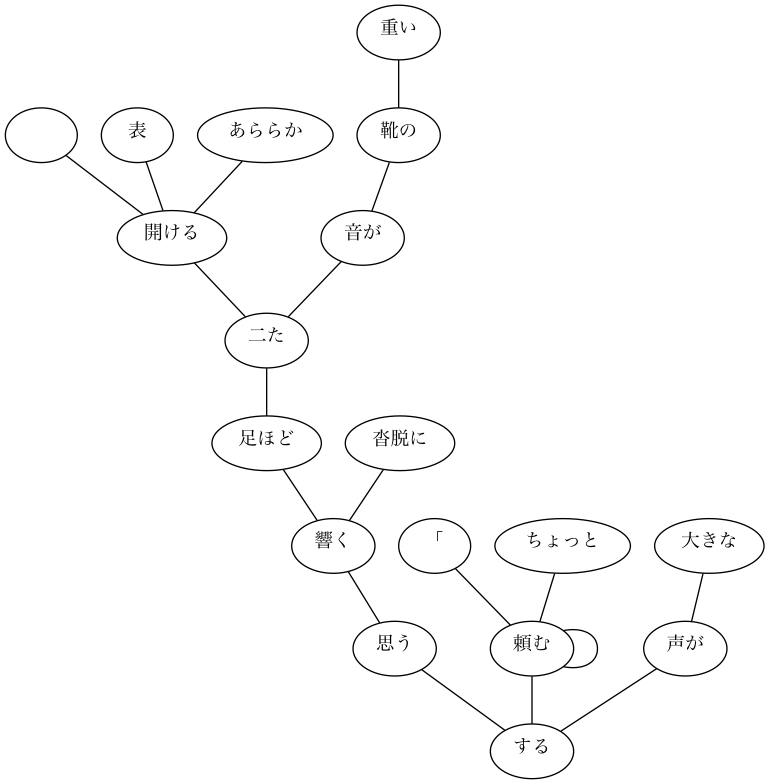 重い
表
あららか
靴の
開ける
音が
二た
足ほど
沓脱に
響く
「
ちょっと
大きな
思う
頼む
声が
する